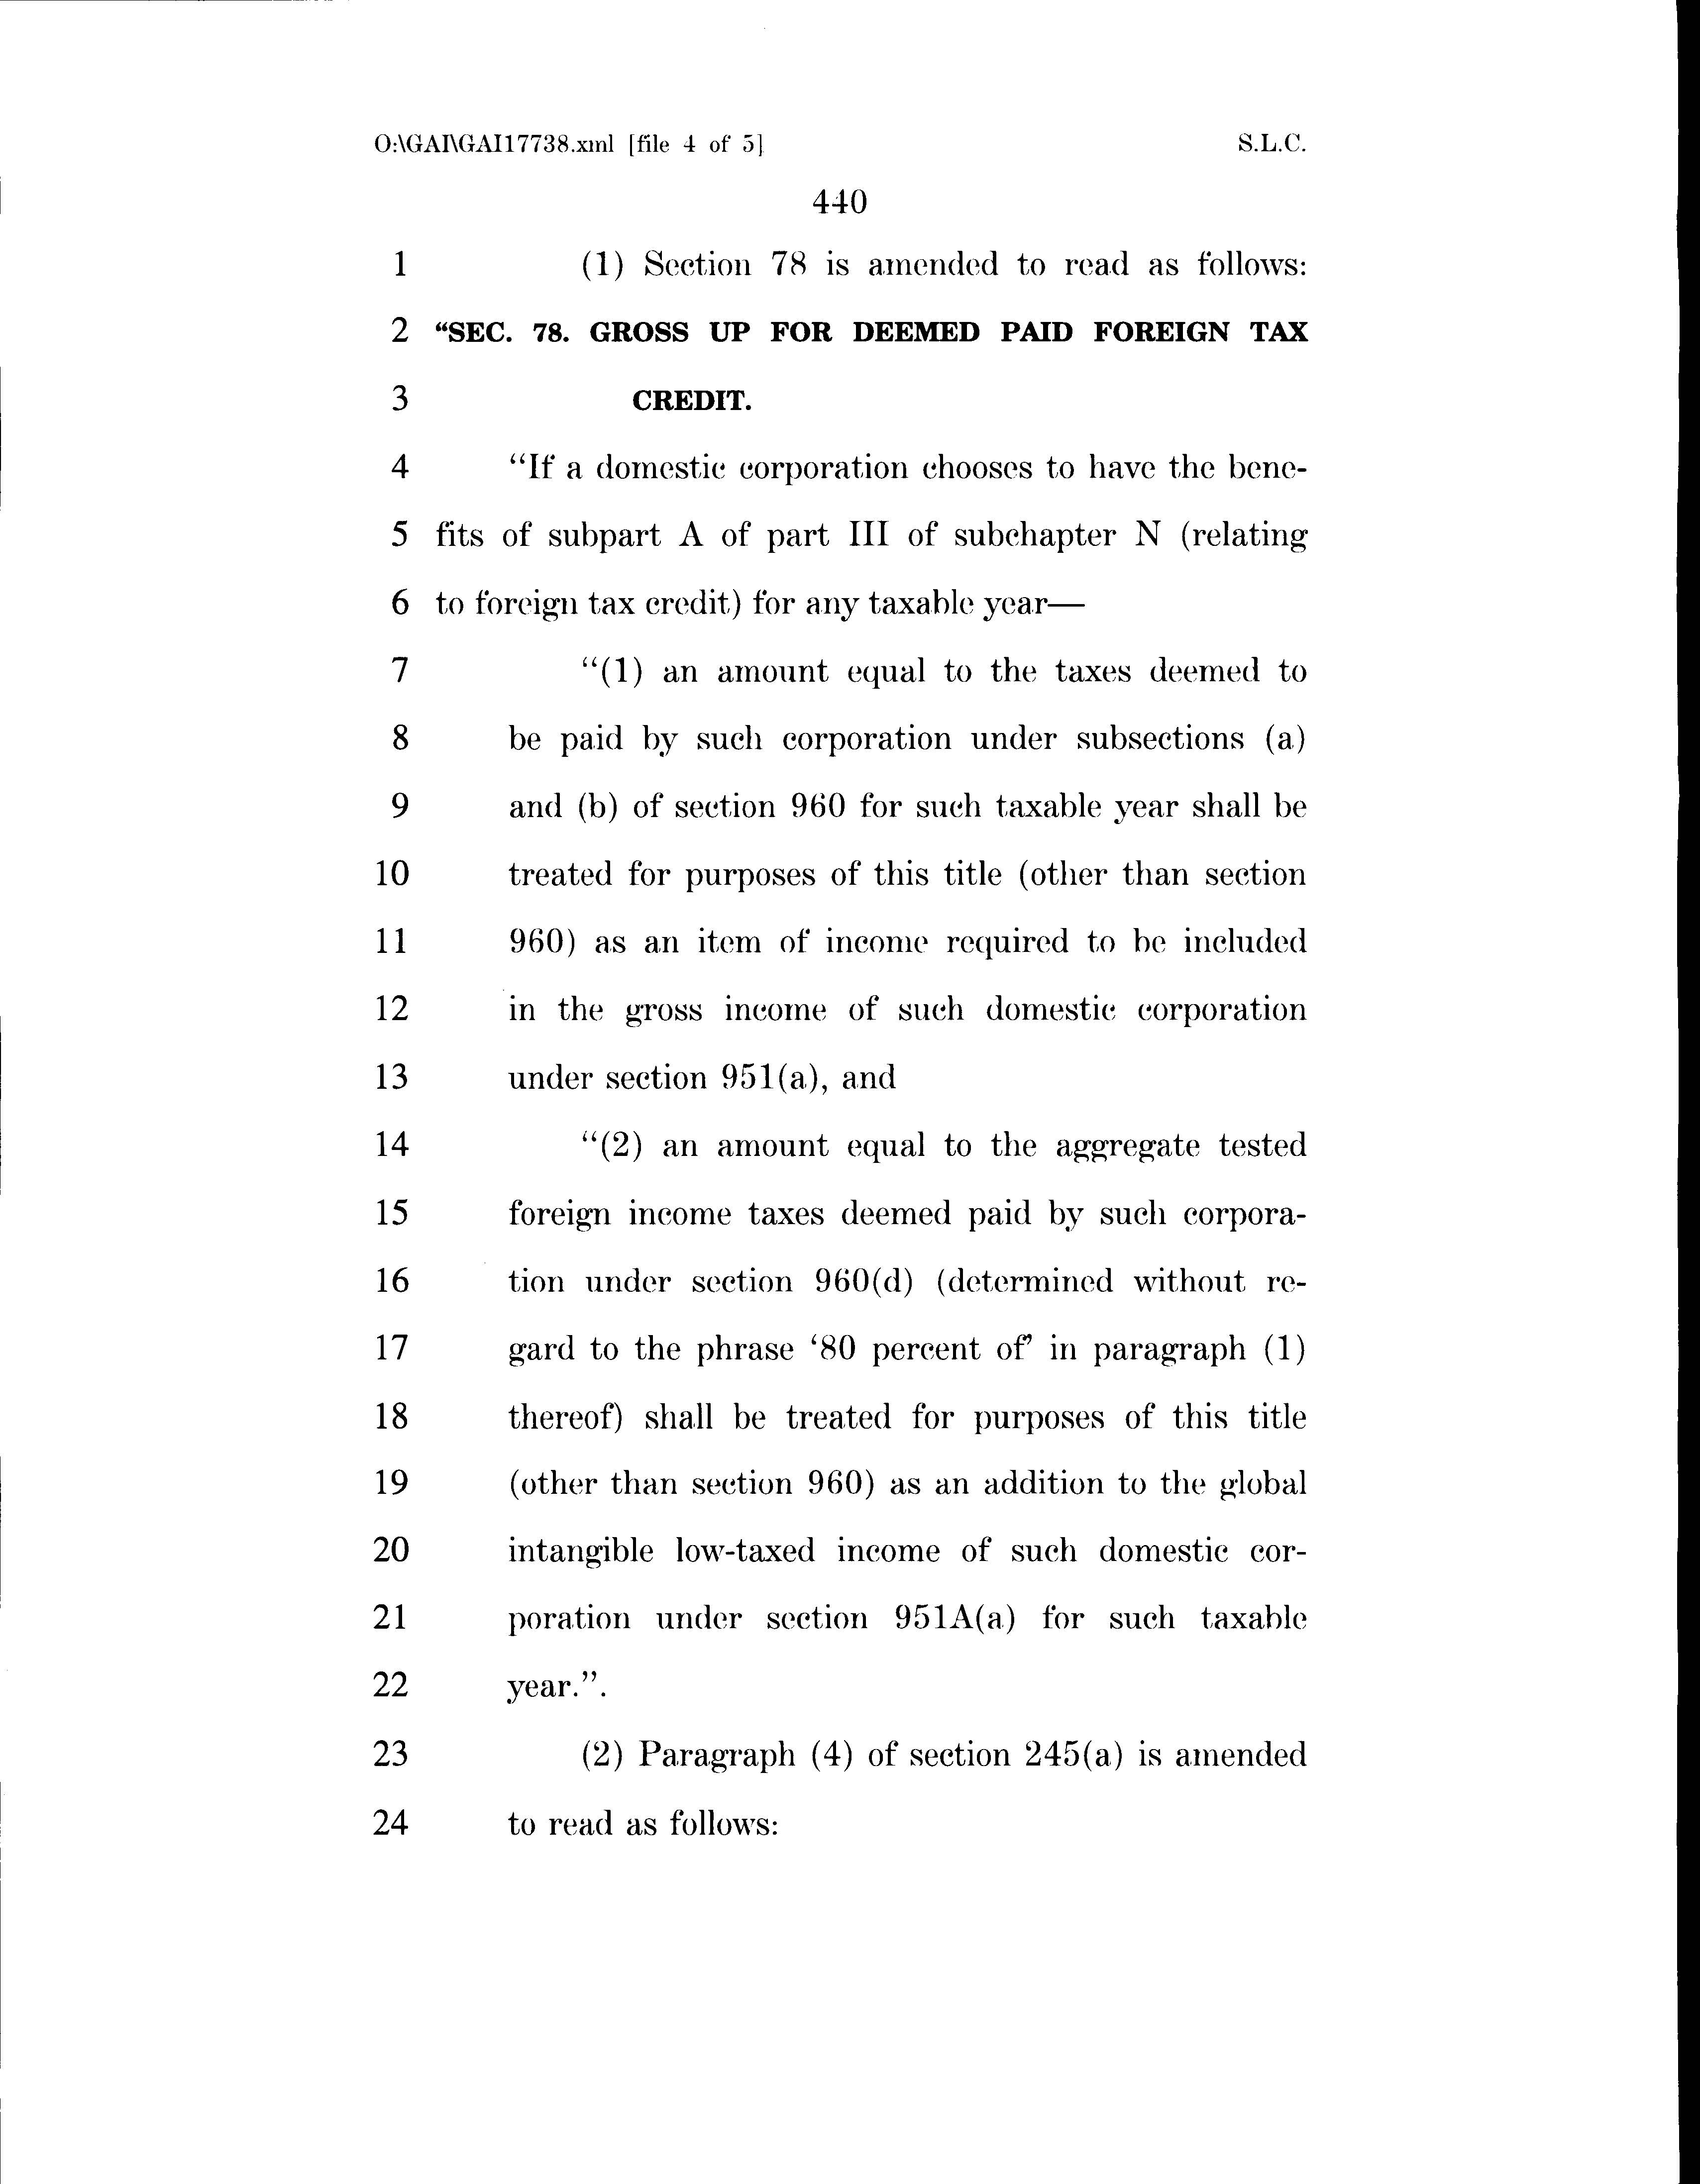 O:\GAI\GAI17738.xml [file 4 of 5] S.L.C.
440
1 (1) Section 78 is amended to read as follows:
2 “SEC. 78. GROSS UP FOR DEEMED PAID FOREIGN TAX
3 CREDIT.
4 “If a domestic corporation chooses to have the bene-
5 fits of subpart A of part III of subchapter N (relating
6 to foreign tax credit) for any taxable year—
7 “(1) an amount equal to the taxes deemed to
8 be paid by such corporation under subsections (a)
9 and (b) of section 960 for such taxable year shall be
10 treated for purposes of this title (other than section
11 960) as an item of income required to be included
12 in the gross income of such domestic corporation
13 under section 951(a), and
14 “(2) an amount equal to the aggregate tested
15 foreign income taxes deemed paid by such corpora-
16 tion under section 960(d) (determined without re-
17 gard to the phrase ‘80 percent of’ in paragraph (1)
18 thereof) shall be treated for purposes of this title
19 (other than section 960) as an addition to the global
20 intangible low-taxed income of such domestic cor-
21 poration under section 951A(a) for such taxable
22 year.”.
23 (2) Paragraph (4) of section 245(a) is amended
24 to read as follows: